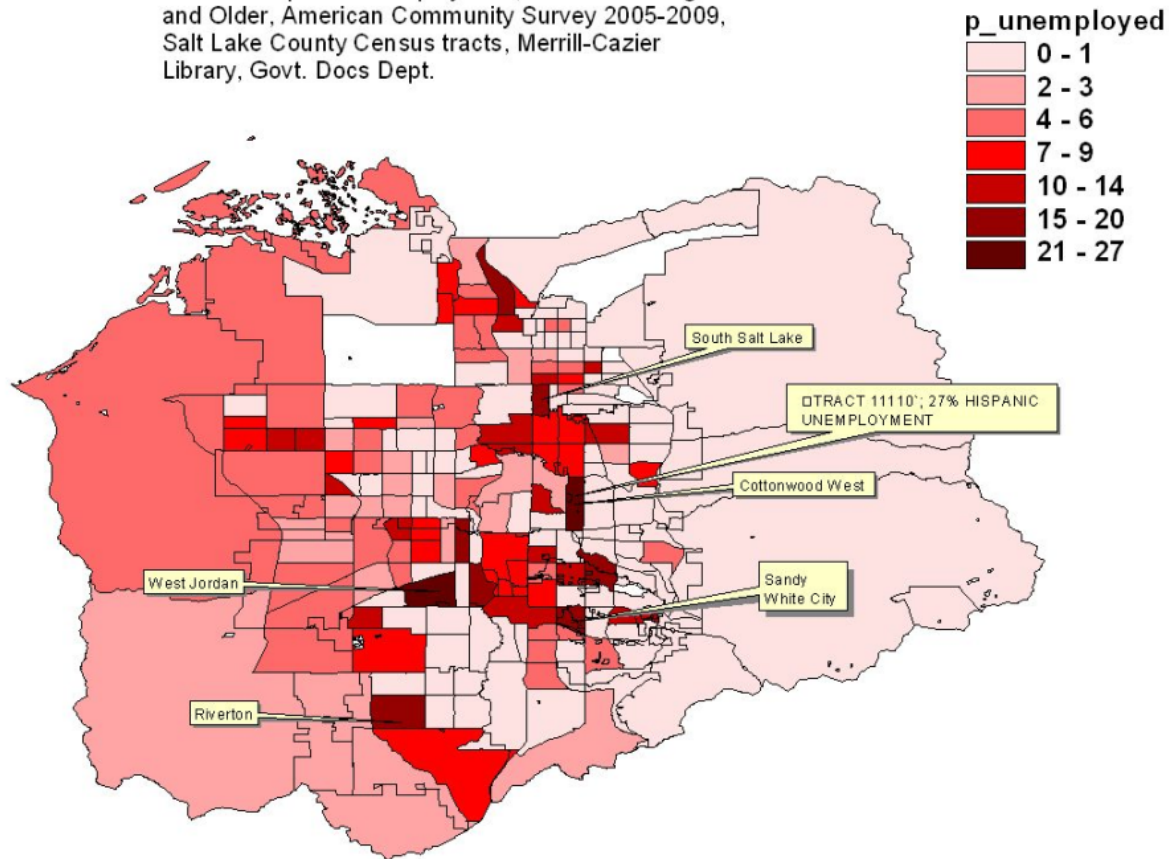 and Older, American Community Survey 2005-2009,
Salt Lake County Census tracts, Merrill-Cazier
Library, Govt. Docs Dept.
p_unemployed
0 - 1
2 - 3
4 - 6
7 - 9
10 - 14
15 - 20
21 - 27
South Salt Lake
□TRACT 11110`; 27% HISPANIC
UNEMPLOYMENT
Cottonwood West
West Jordan
Sandy
White City
Riverton